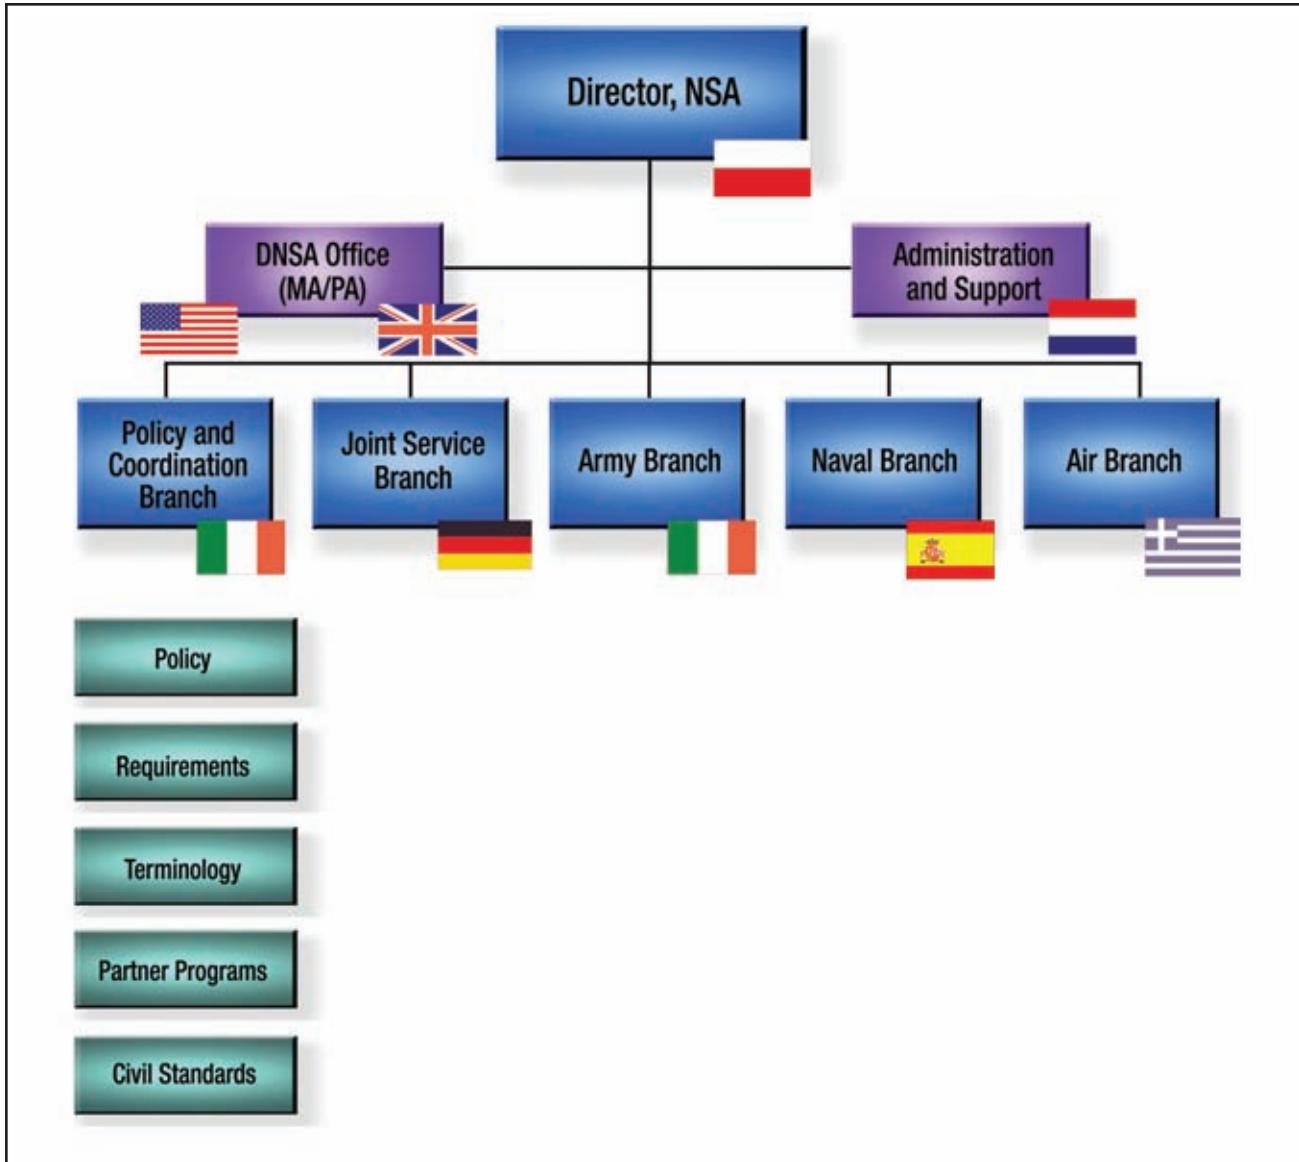 Director, NSA
DNSA Office
(MA/PA)
Administration
and Support
Policy and
Coordination
Branch
Joint Service
Branch
Army Branch
Naval Branch
Air Branch
Policy
Requirements
Terminology
Partner Programs
Civil Standards